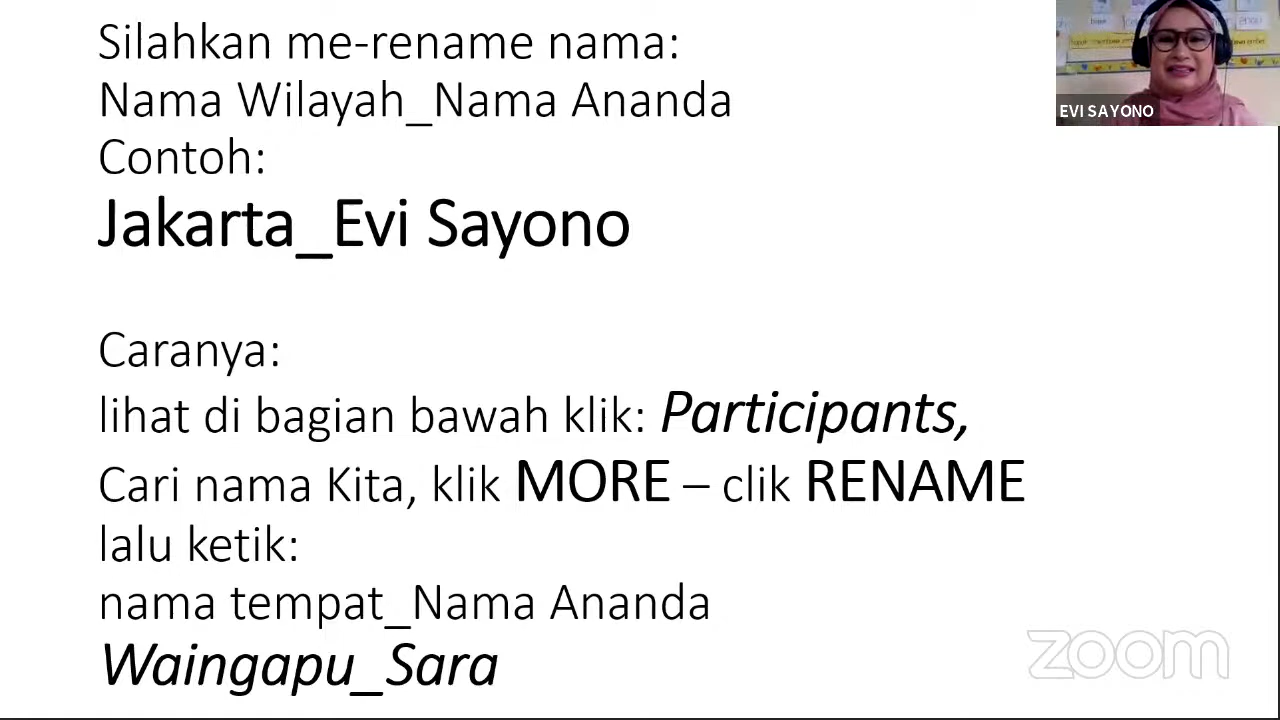 Silahkan me-rename nama:
Nama Wilayah_Nama Ananda
Contoh:
Jakarta_Evi Sayono
Caranya:
lihat di bagian bawah klik: Participants,
Cari nama Kita, klik MORE – clik RENAME
lalu ketik:
nama tempat_Nama Ananda
Waingapu_Sara
EVI SAYONO
zoom